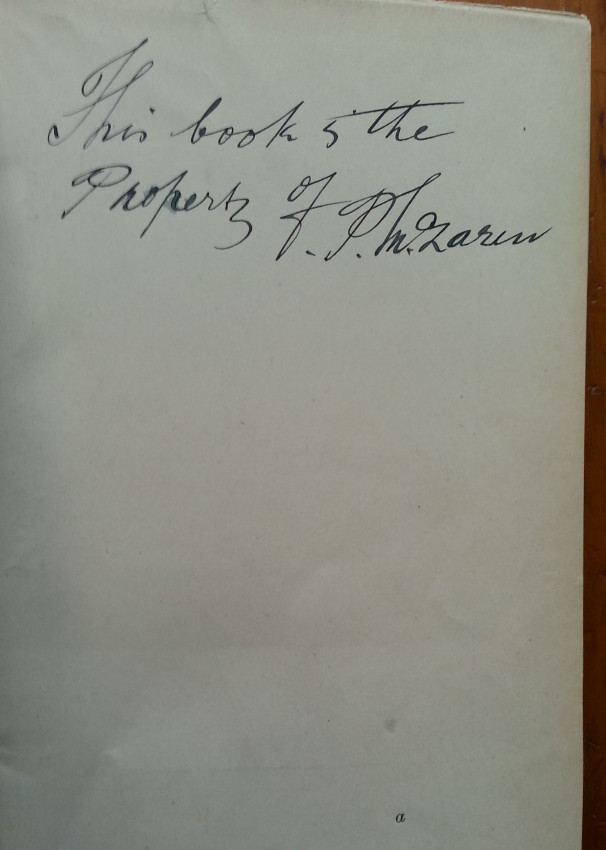 This book is the
Property of P. McLaren
a